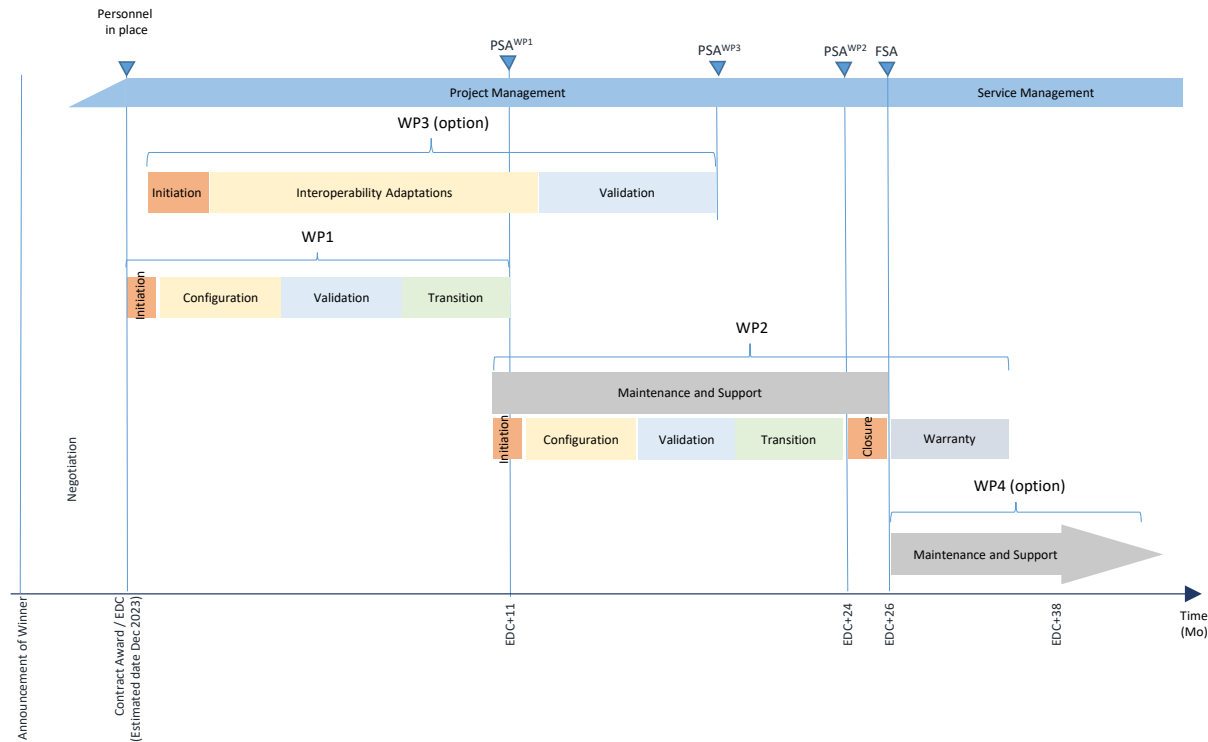 Personnel
in place
PSA^WP1
PSA^WP3
PSA^WP2
FSA
Project Management
Service Management
WP3 (option)
Initiation
Interoperability Adaptations
Validation
WP1
Initiation
Configuration
Validation
Transition
WP2
Maintenance and Support
Initiation
Configuration
Validation
Transition
Closure
Warranty
Negotiation
WP4 (option)
Maintenance and Support
Announcement of Winner
Contract Award / EDC
(Estimated date Dec 2023)
EDC+11
EDC+24
EDC+26
EDC+38
Time
(Mo)